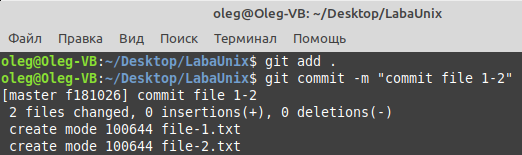 oleg@Oleg-VB: ~/Desktop/LabaUnix
Файл Правка Вид Поиск Терминал Помощь
oleg@Oleg-VB:~/Desktop/LabaUnix$ git add .
oleg@Oleg-VB:~/Desktop/LabaUnix$ git commit -m "commit file 1-2"
[master f181026] commit file 1-2
 2 files changed, 0 insertions(+), 0 deletions(-)
 create mode 100644 file-1.txt
 create mode 100644 file-2.txt